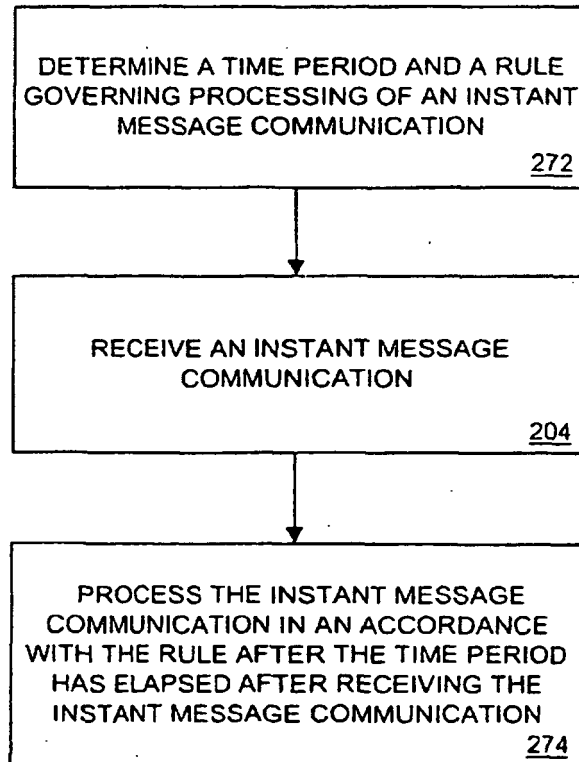 DETERMINE A TIME PERIOD AND A RULE
GOVERNING PROCESSING OF AN INSTANT
MESSAGE COMMUNICATION
272
RECEIVE AN INSTANT MESSAGE
COMMUNICATION
204
PROCESS THE INSTANT MESSAGE
COMMUNICATION IN AN ACCORDANCE
WITH THE RULE AFTER THE TIME PERIOD
HAS ELAPSED AFTER RECEIVING THE
INSTANT MESSAGE COMMUNICATION
274